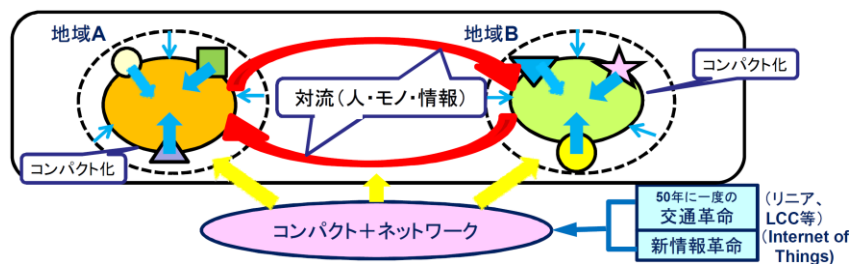 地域A
地域B
コンパクト化
対流(人・モノ・情報)
コンパクト化
コンパクト+ネットワーク
50年に一度の
交通革命
新情報革命
(リニア、
LCC等)
(Internet of
Things)